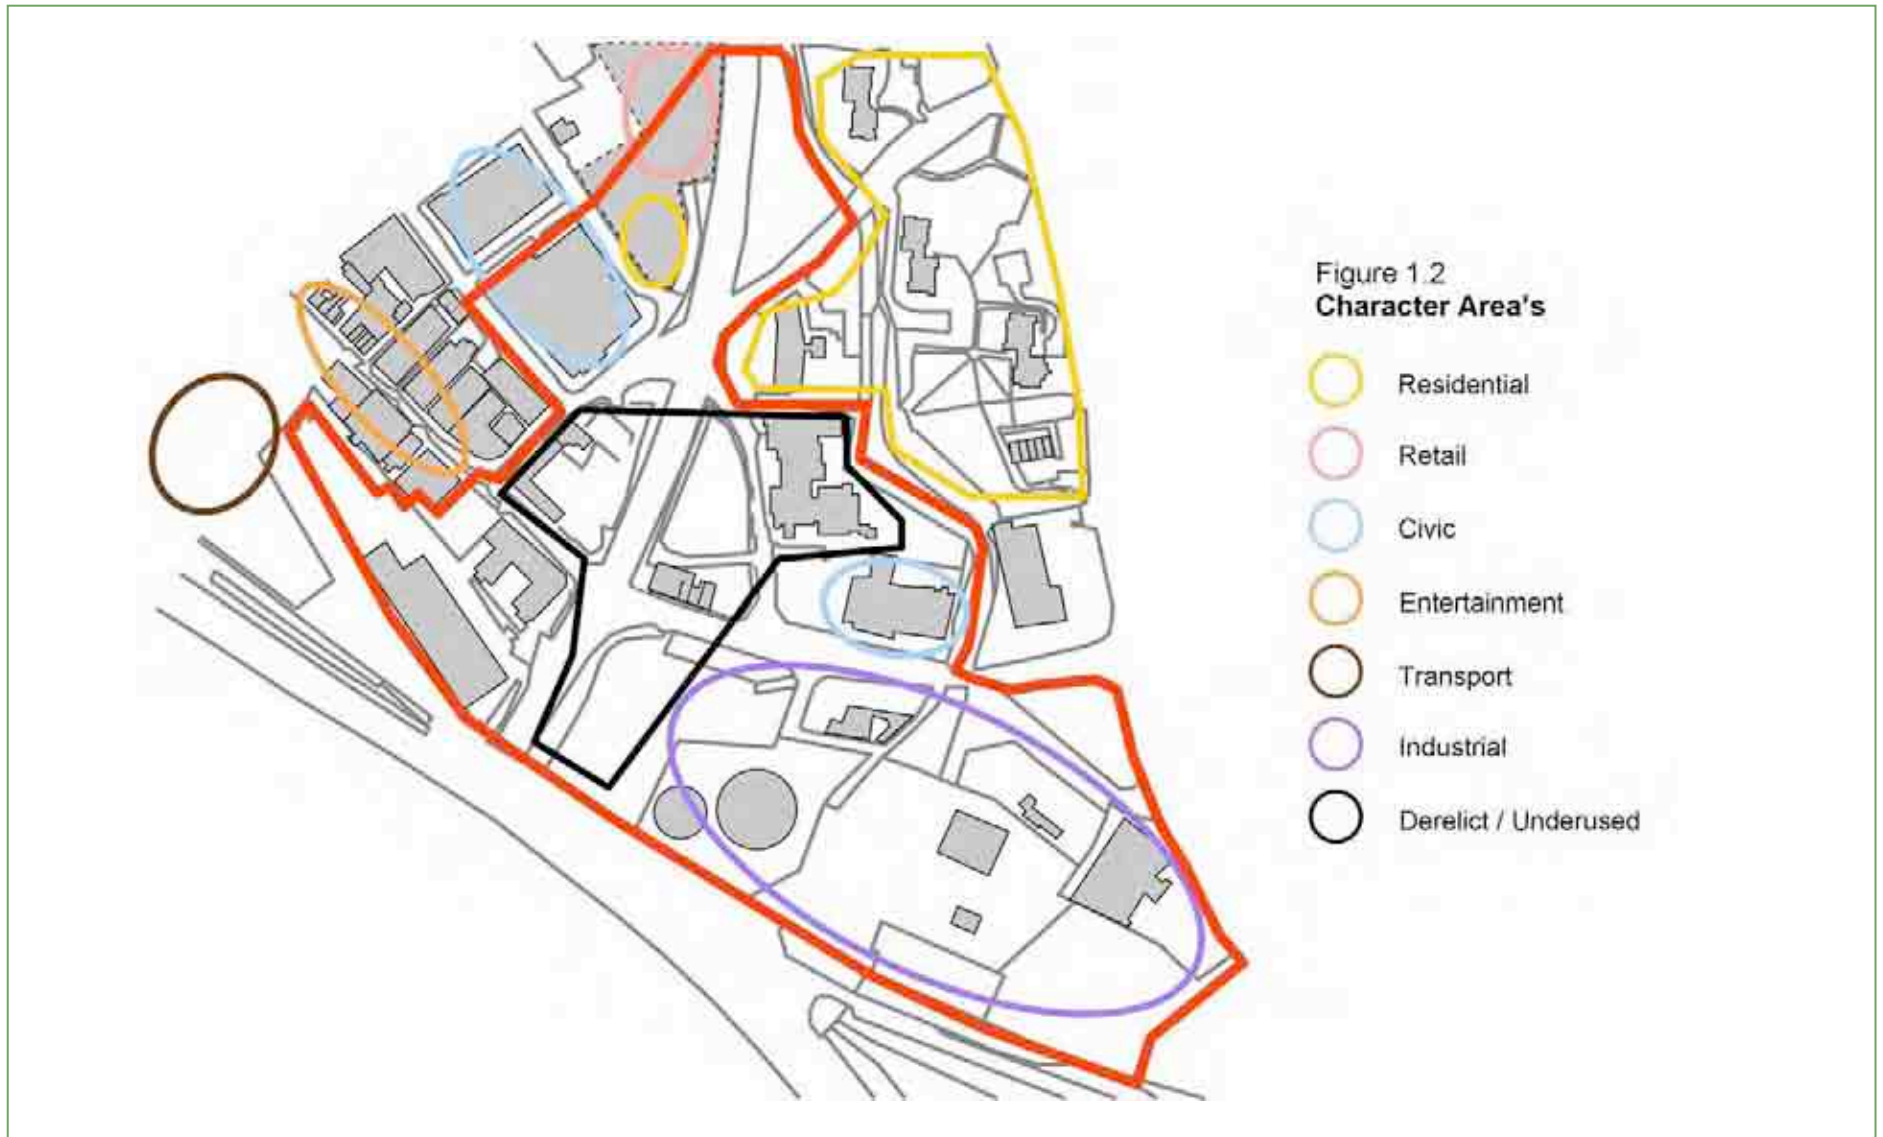 Figure 1.2
Character Area's
Residential
Retail
Civic
Entertainment
Transport
Industrial
Derelict / Underused